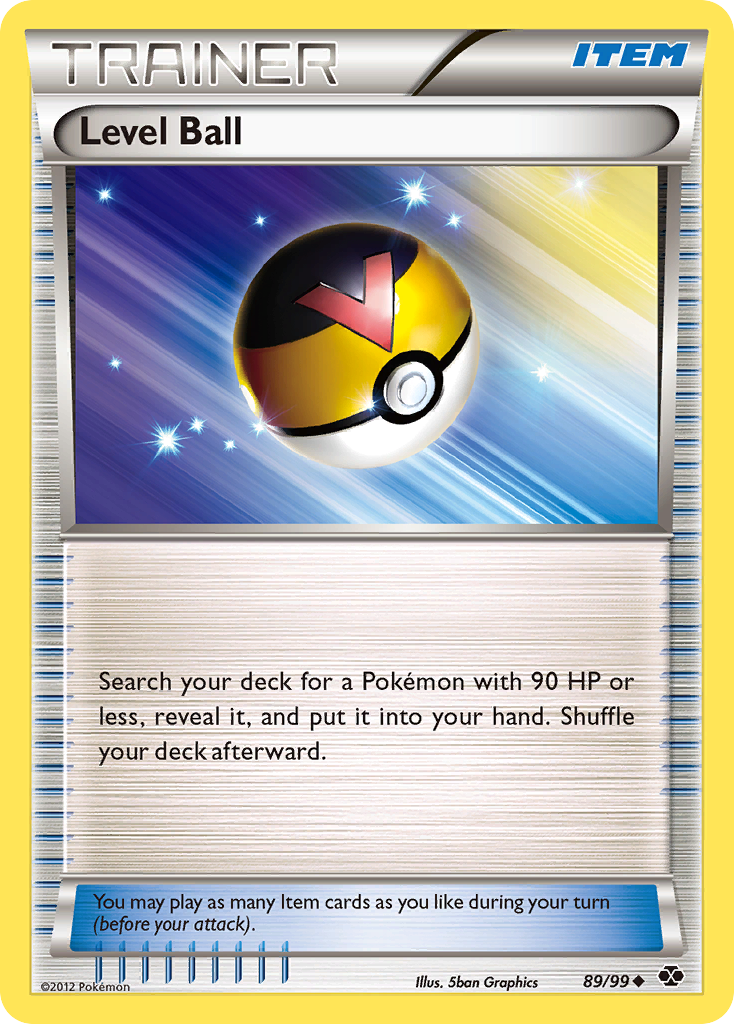 TRAINER
ITEM
Level Ball
Search your deck for a Pokémon with 90 HP or
less, reveal it, and put it into your hand. Shuffle
your deck afterward.
You may play as many Item cards as you like during your turn
(before your attack).
©2012 Pokémon
Illus. 5ban Graphics
89/99